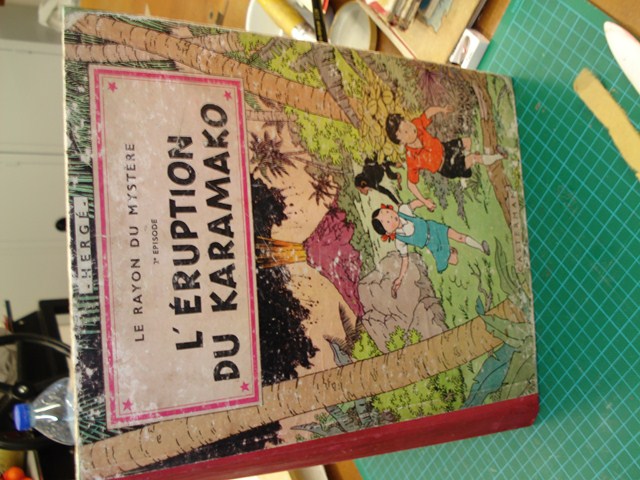 - HERGÉ -
LE RAYON DU MYSTÈRE
2e ÉPISODE
L'ÉRUPTION
DU KARAMAKO